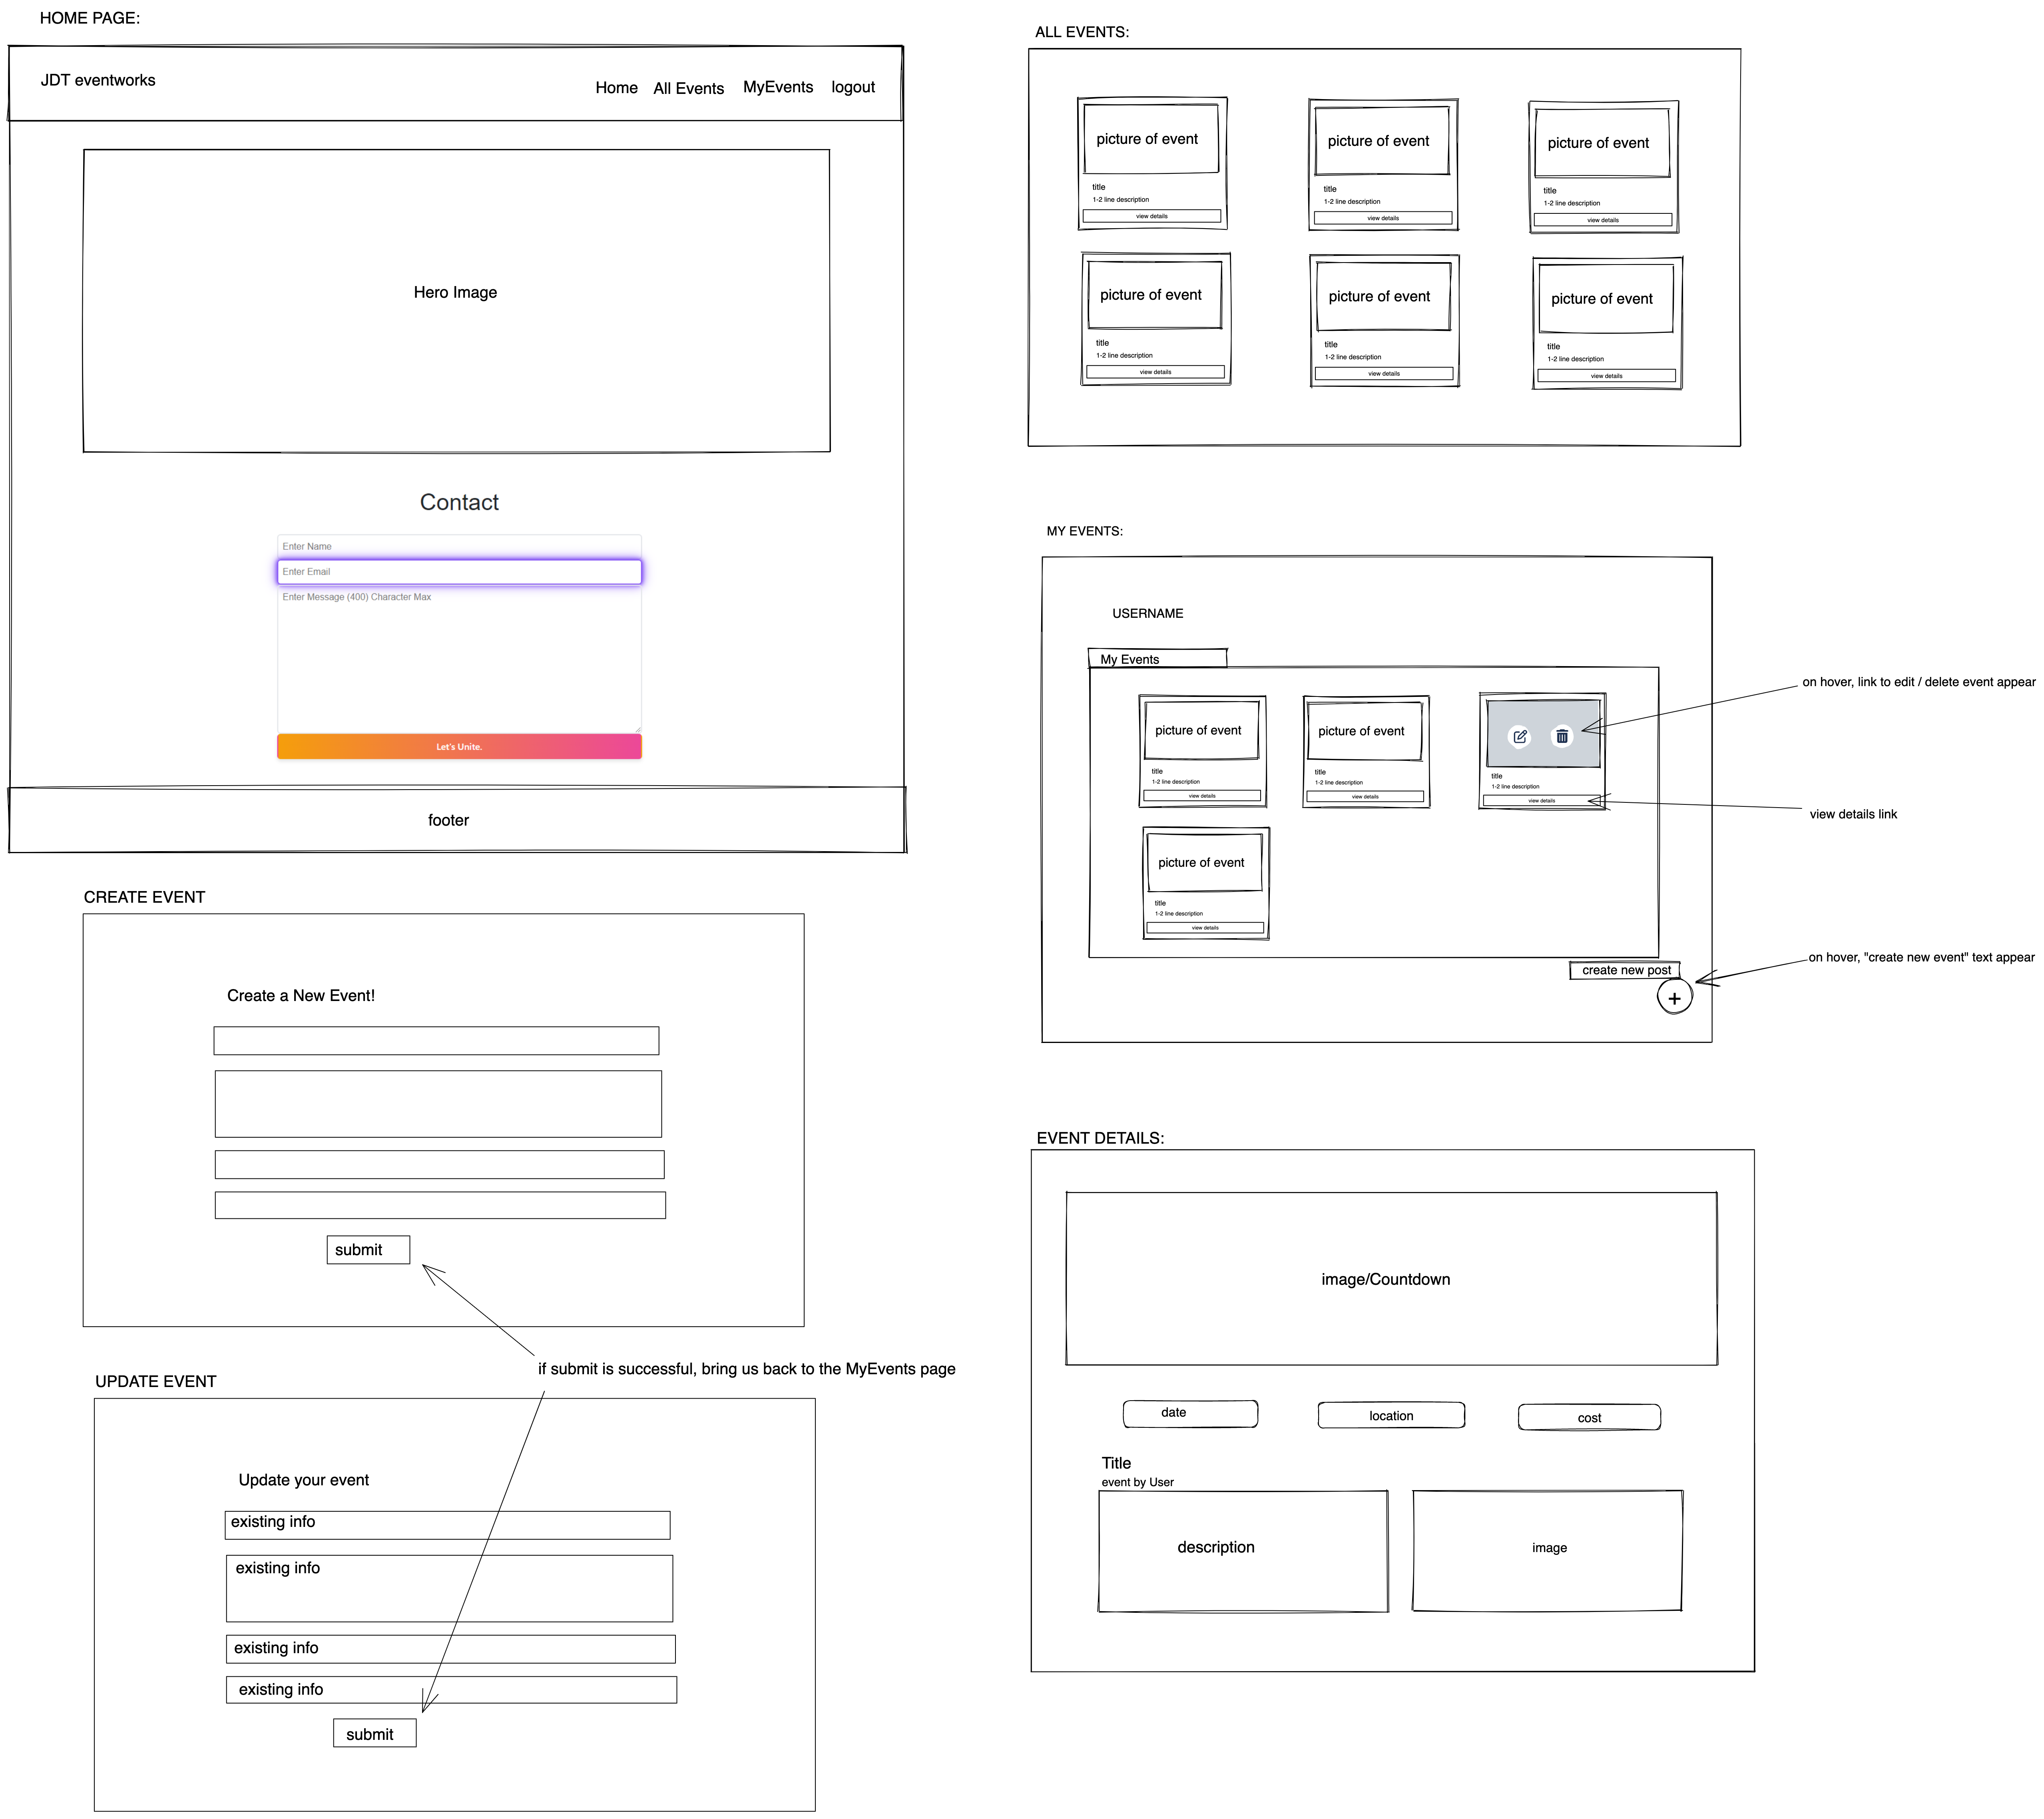 HOME PAGE:
JDT eventworks
Home
All Events
MyEvents
logout
Hero Image
Contact
Enter Name
Enter Email
Enter Message (400) Character Max
Let's Unite.
footer
CREATE EVENT
Create a New Event!
submit
if submit is successful, bring us back to the MyEvents page
UPDATE EVENT
Update your event
existing info
existing info
existing info
existing info
submit
ALL EVENTS:
picture of event
title
1-2 line description
view details
picture of event
title
1-2 line description
view details
picture of event
title
1-2 line description
view details
picture of event
title
1-2 line description
view details
picture of event
title
1-2 line description
view details
picture of event
title
1-2 line description
view details
MY EVENTS:
USERNAME
My Events
picture of event
title
1-2 line description
view details
picture of event
title
1-2 line description
view details
title
1-2 line description
view details
on hover, link to edit / delete event appear
view details link
picture of event
title
1-2 line description
view details
create new post
+
on hover, "create new event" text appear
EVENT DETAILS:
image/Countdown
date
location
cost
Title
event by User
description
image